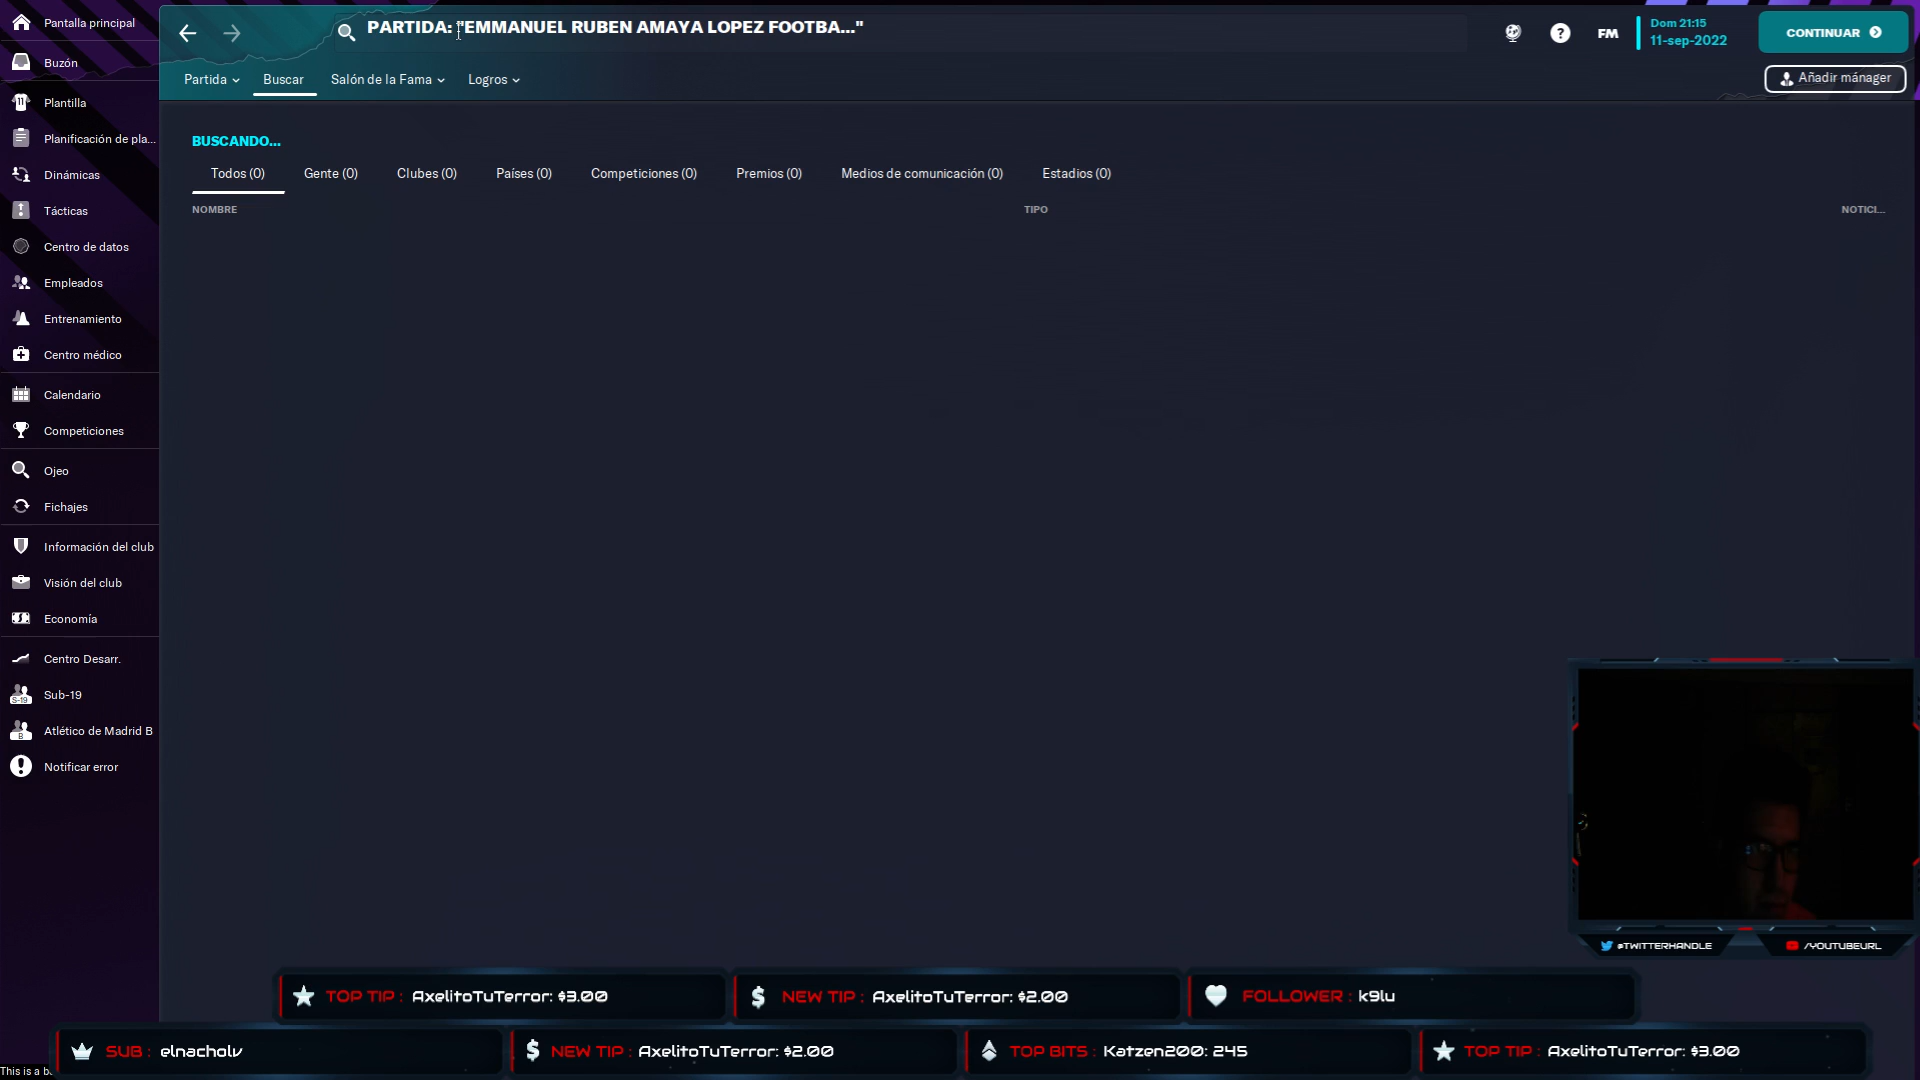 Pantalla principal
Buzón
Plantilla
Planificación de pla...
Dinámicas
Tácticas
Centro de datos
Empleados
Entrenamiento
Centro médico
Calendario
Competiciones
Ojeo
Fichajes
Información del club
Visión del club
Economía
Centro Desarr.
S-19 Sub-19
B Atlético de Madrid B
Notificar error
PARTIDA: "EMMANUEL RUBEN AMAYA LOPEZ FOOTBA..."
FM
Dom 21:15
11-sep-2022
CONTINUAR
Partida Buscar Salón de la Fama Logros
Añadir mánager
BUSCANDO...
Todos (0) Gente (0) Clubes (0) Países (0) Competiciones (0) Premios (0) Medios de comunicación (0) Estadios (0)
NOMBRE TIPO NOTICI...
@TWITTERHANDLE /YOUTUBEURL
TOP TIP : AxelitoTuTerror: $3.00 NEW TIP : AxelitoTuTerror: $2.00 FOLLOWER : k9lu
SUB : elnacholv NEW TIP : AxelitoTuTerror: $2.00 TOP BITS : Katzen200: 245 TOP TIP : AxelitoTuTerror: $3.00
This is a